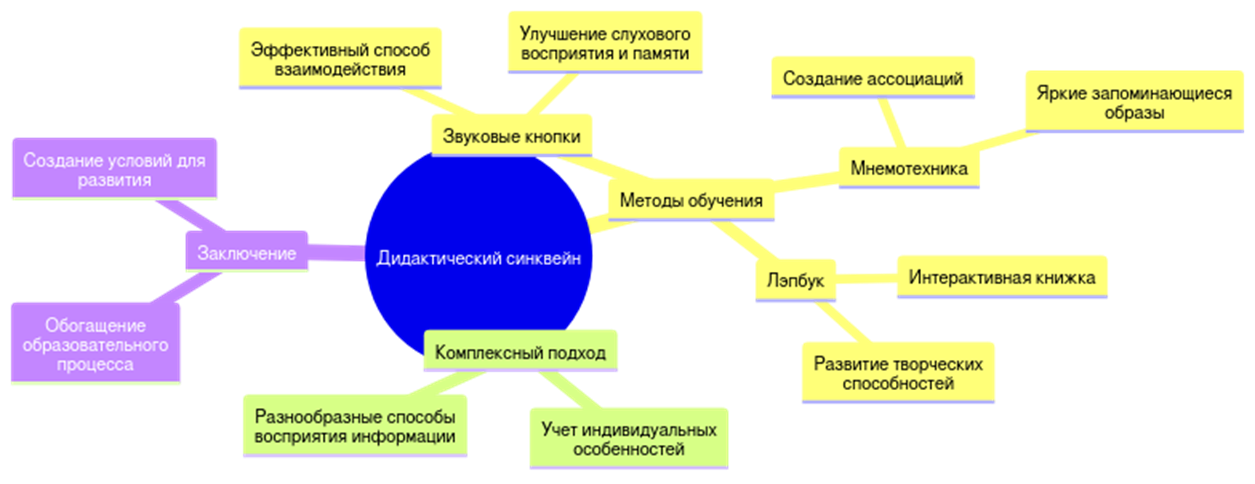 Эффективный способ
взаимодействия
Улучшение слухового
восприятия и памяти
Звуковые кнопки
Создание ассоциаций
Яркие запоминающиеся
образы
Мнемотехника
Методы обучения
Лэпбук
Интерактивная книжка
Развитие творческих
способностей
Дидактический синквейн
Создание условий для
развития
Заключение
Обогащение
образовательного
процесса
Комплексный подход
Разнообразные способы
восприятия информации
Учет индивидуальных
особенностей